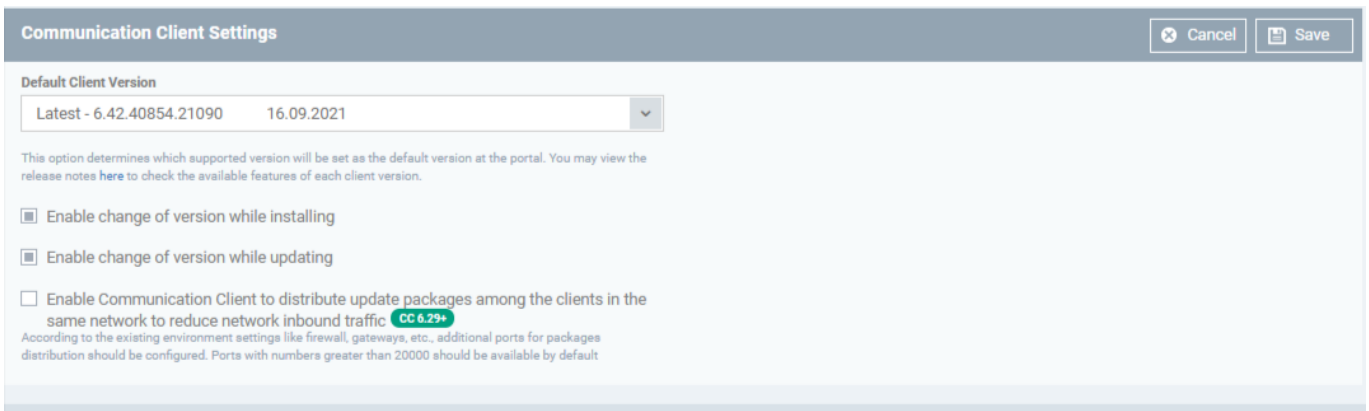 Communication Client Settings
Cancel
Save
Default Client Version
Latest - 6.42.40854.21090 16.09.2021
This option determines which supported version will be set as the default version at the portal. You may view the
release notes here to check the available features of each client version.
Enable change of version while installing
Enable change of version while updating
Enable Communication Client to distribute update packages among the clients in the
same network to reduce network inbound traffic CC 6.29+
According to the existing environment settings like firewall, gateways, etc., additional ports for packages
distribution should be configured. Ports with numbers greater than 20000 should be available by default